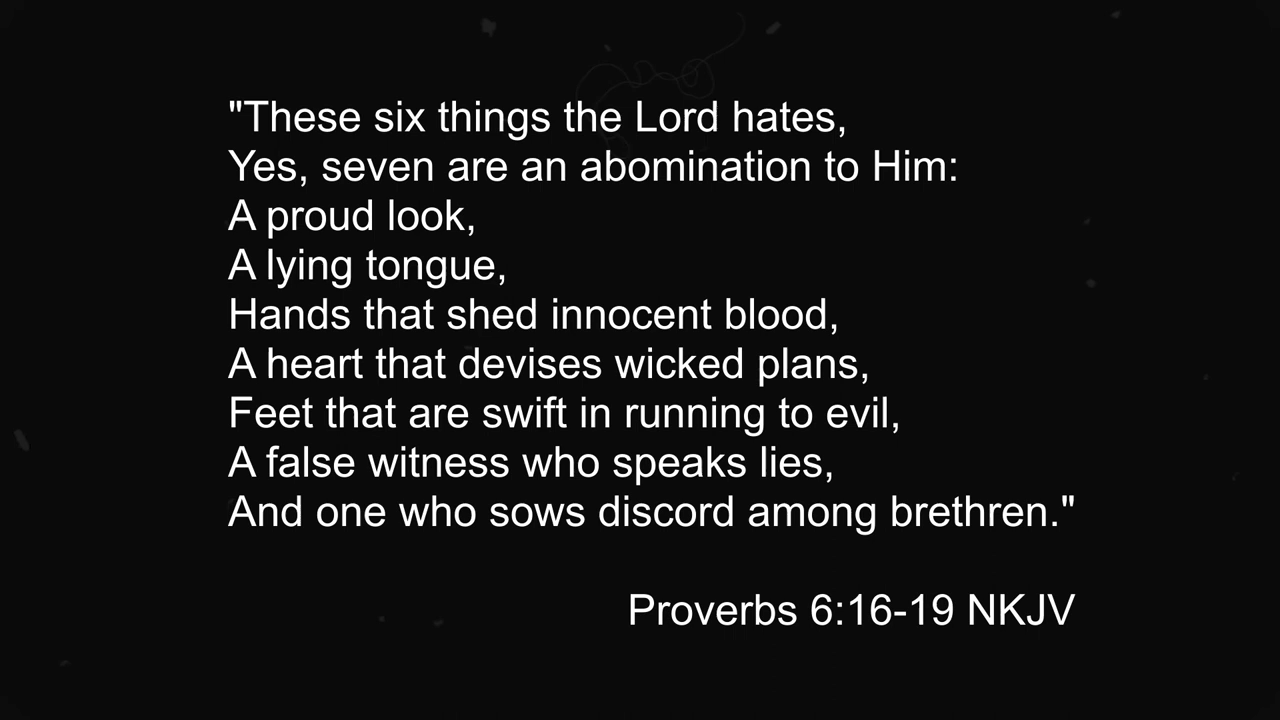 "These six things the Lord hates,
Yes, seven are an abomination to Him:
A proud look,
A lying tongue,
Hands that shed innocent blood,
A heart that devises wicked plans,
Feet that are swift in running to evil,
A false witness who speaks lies,
And one who sows discord among brethren."
Proverbs 6:16-19 NKJV